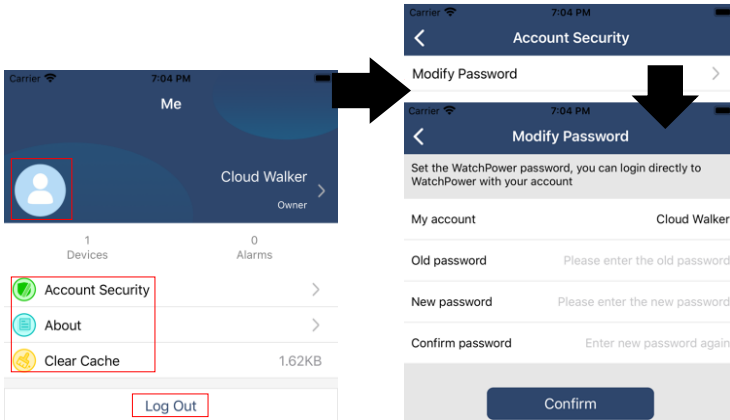 Carrier 7:04 PM
Me
Cloud Walker
Owner
1
Devices
0
Alarms
Account Security
About
Clear Cache 1.62KB
Log Out
Carrier 7:04 PM
Account Security
Modify Password
Carrier 7:04 PM
Modify Password
Set the WatchPower password, you can login directly to
WatchPower with your account
My account Cloud Walker
Old password Please enter the old password
New password Please enter the new password
Confirm password Enter new password again
Confirm